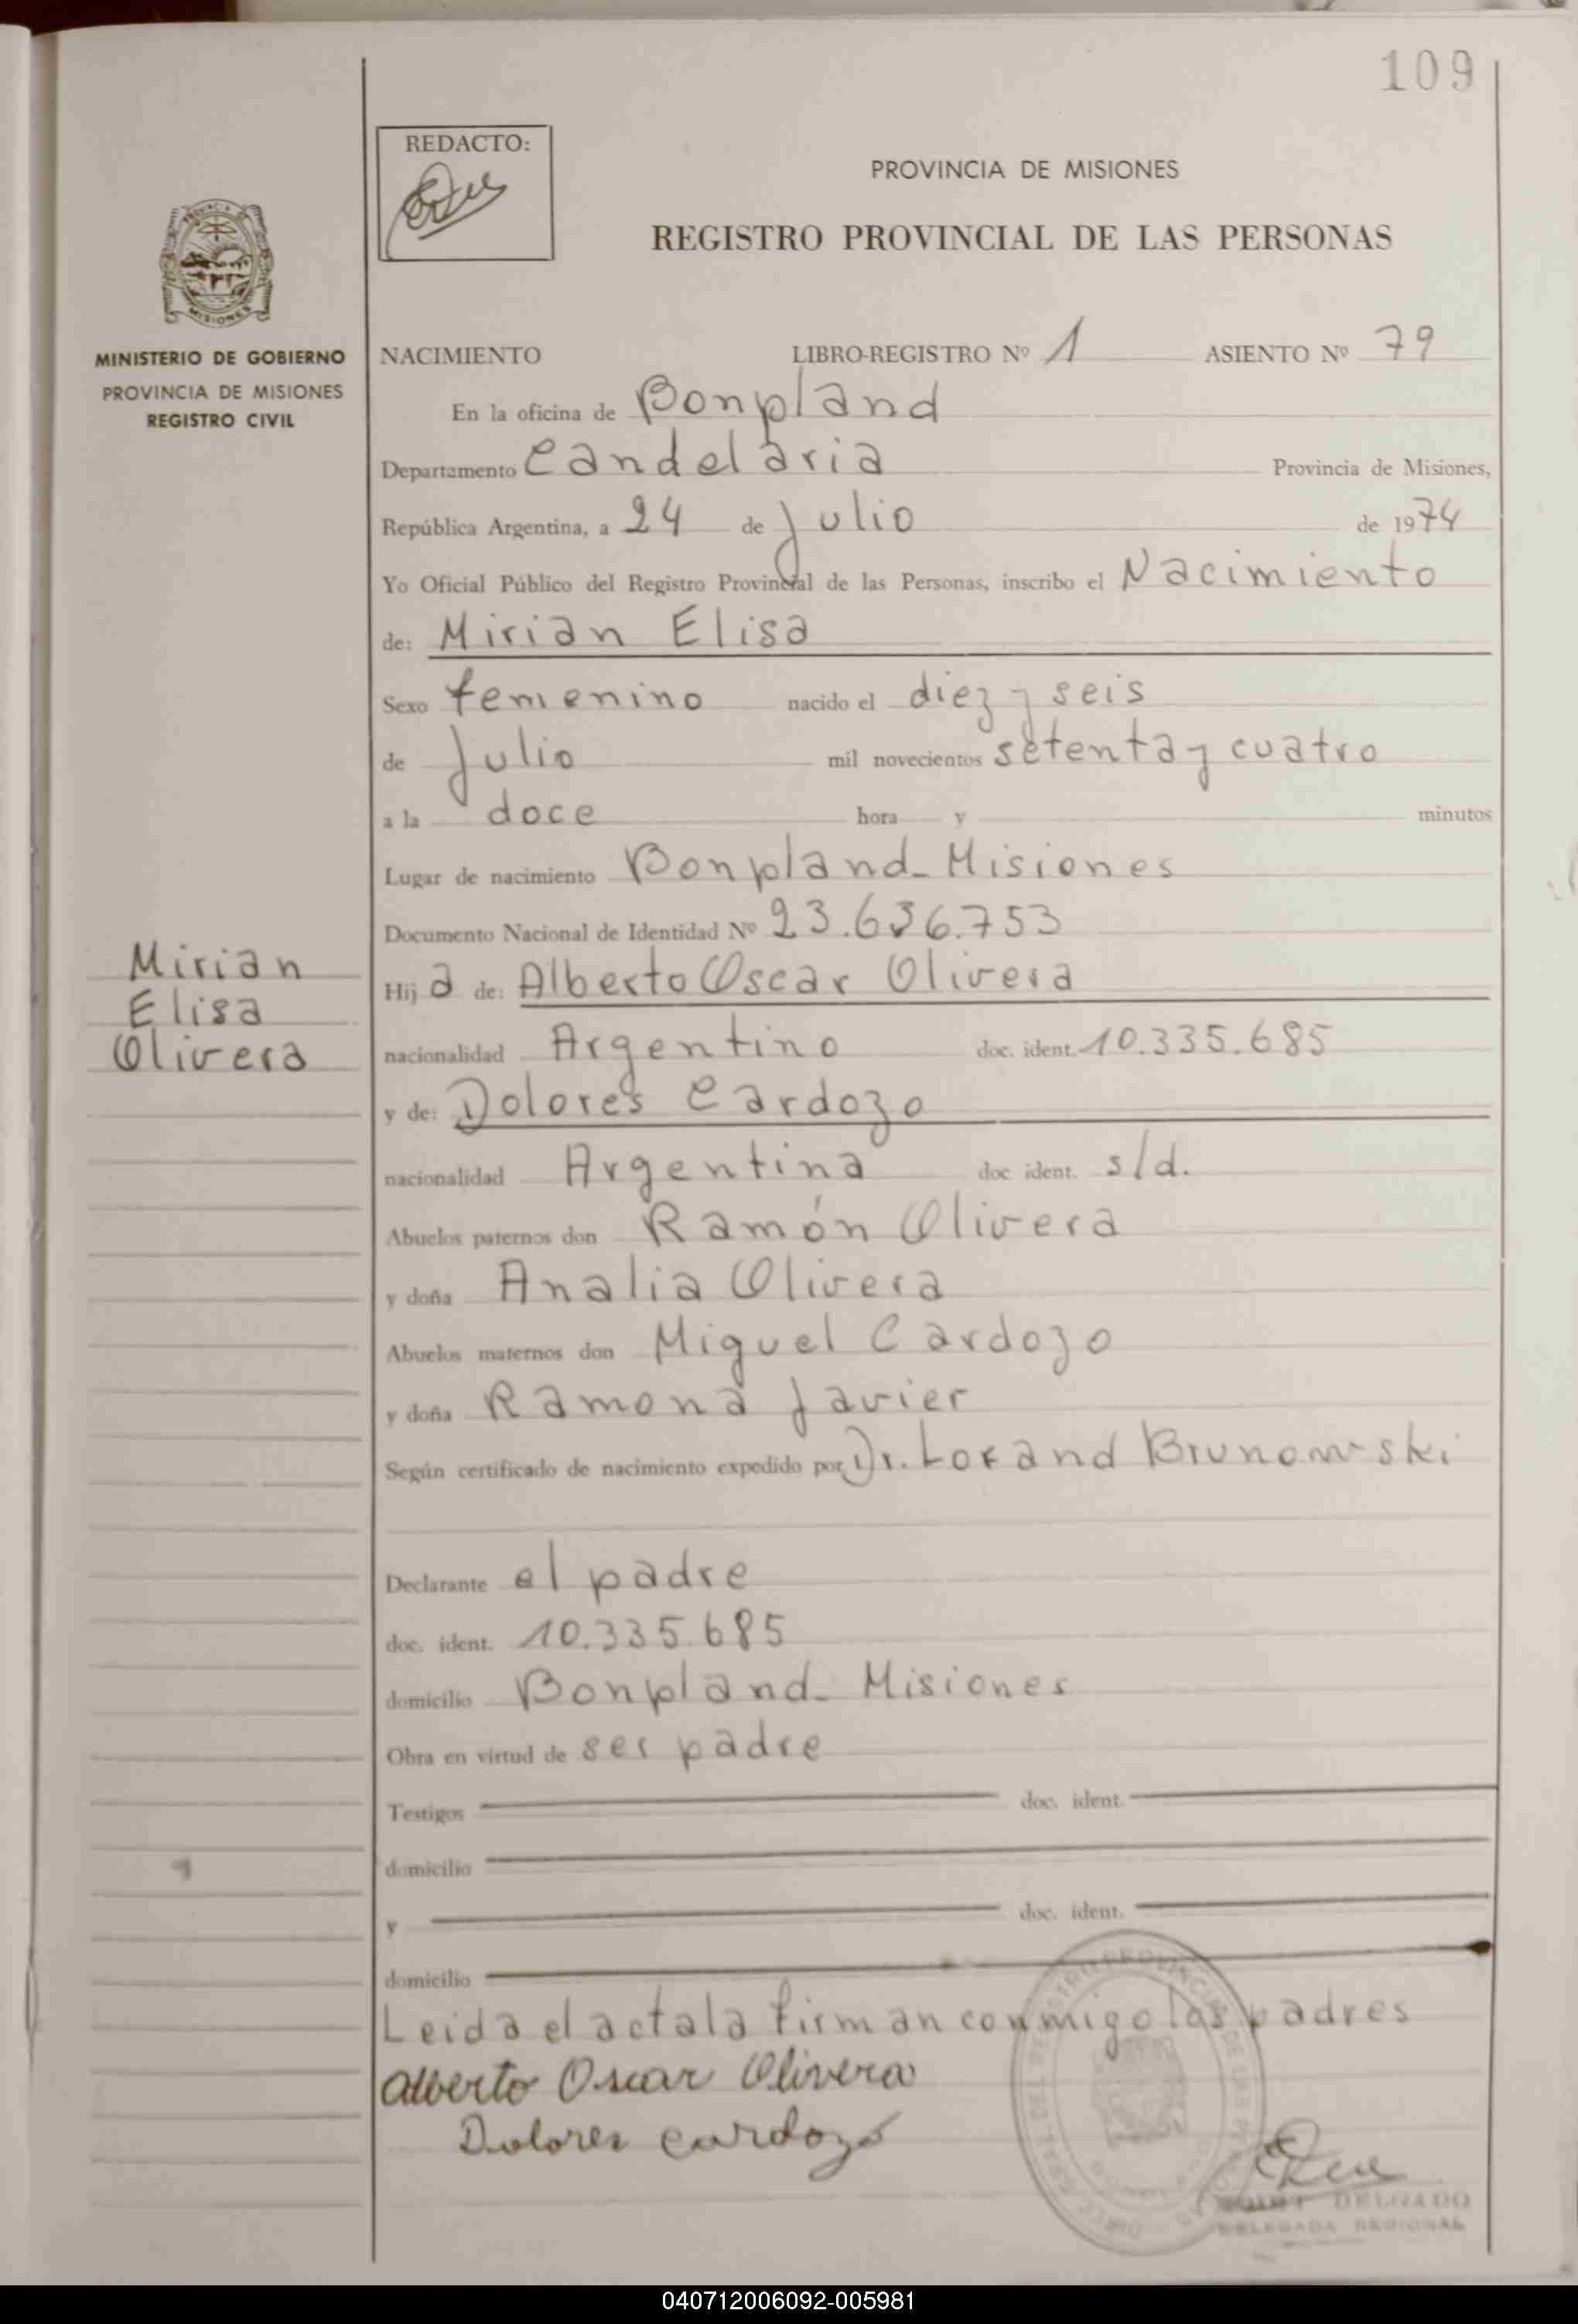 109
REDACTO:
PROVINCIA DE MISIONES
REGISTRO PROVINCIAL DE LAS PERSONAS
MISIONES
MINISTERIO DE GOBIERNO
PROVINCIA DE MISIONES
REGISTRO CIVIL
NACIMIENTO LIBRO-REGISTRO Nº 1 ASIENTO Nº 79
En la oficina de Bonpland
Departamento Candelaria Provincia de Misiones,
República Argentina, a 24 de Julio de 1974
Yo Oficial Público del Registro Provincial de las Personas, inscribo el Nacimiento
de: Mirian Elisa
Sexo femenino nacido el diez y seis
de Julio mil novecientos setenta y cuatro
a la doce hora y minutos
Lugar de nacimiento Bonpland - Misiones
Documento Nacional de Identidad Nº 23.636.753
Mirian
Elisa
Olivera
Hija de: Alberto Oscar Olivera
nacionalidad Argentino doc. ident. 10.335.685
y de: Dolores Cardozo
nacionalidad Argentina doc ident. s/d.
Abuelos paternos don Ramón Olivera
y doña Analia Olivera
Abuelos maternos don Miguel Cardozo
y doña Ramona Javier
Según certificado de nacimiento expedido por Dr. Lorand Brunowski
Declarante el padre
doc. ident. 10.335.685
domicilio Bonpland - Misiones
Obra en virtud de ser padre
Testigos doc. ident.
domicilio
y doc. ident.
domicilio
Leida el acta la firman conmigo los padres
Alberto Oscar Olivera
Dolores Cardozo
DELGADO
DELEGADA REGIONAL
040712006092-005981